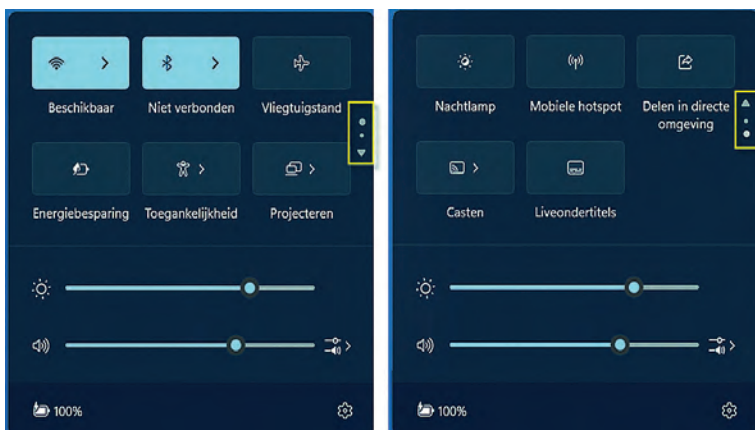 Beschikbaar
Niet verbonden
Vliegtuigstand
Energiebesparing
Toegankelijkheid
Projecteren
100%
Nachtlamp
Mobiele hotspot
Delen in directe
omgeving
Casten
Liveondertitels
100%